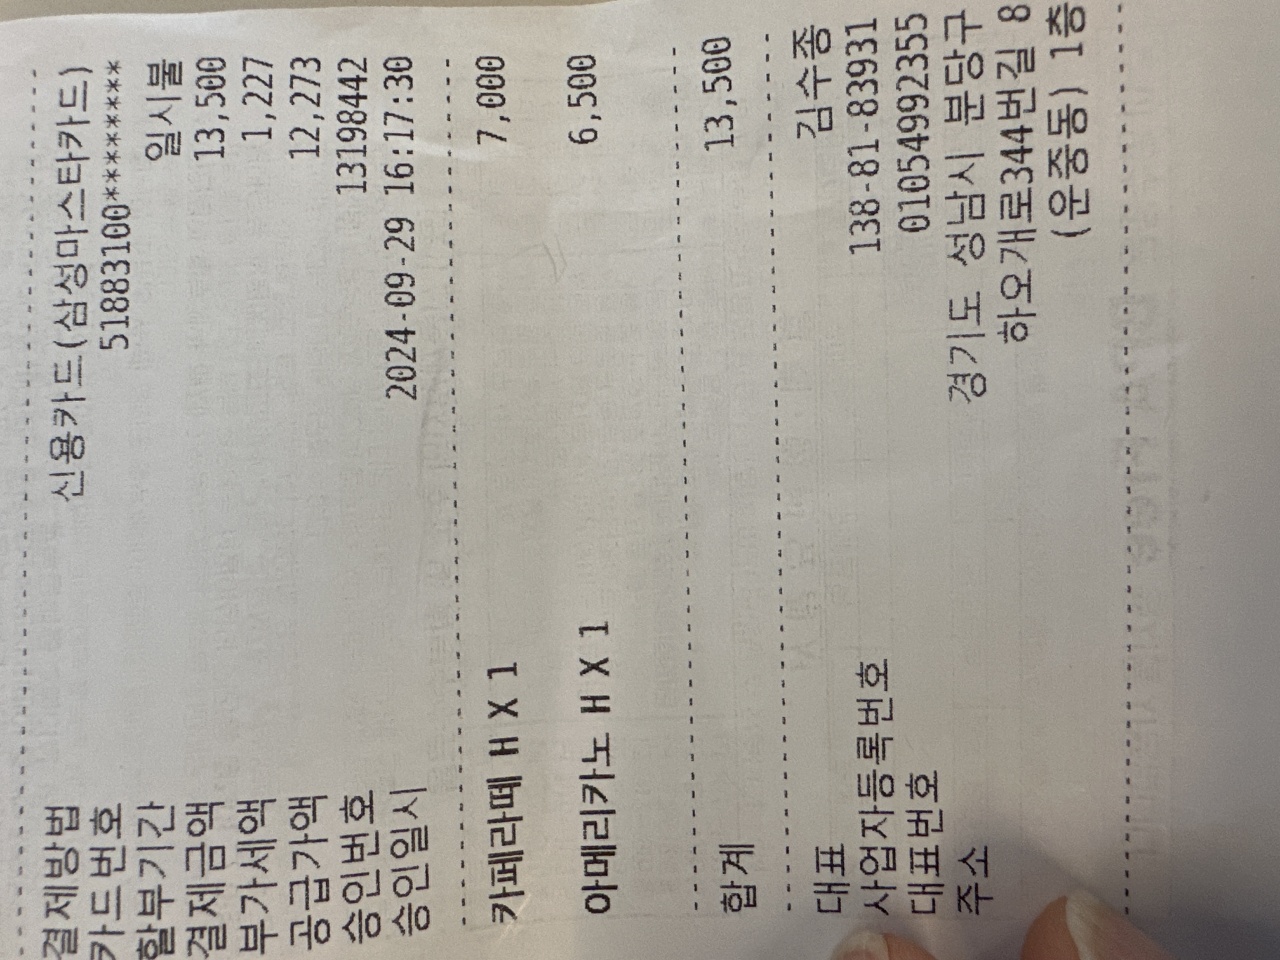 결제방법 신용카드(삼성마스타카드)
카드번호 51883100********
할부기간 일시불
결제금액 13,500
부가세액 1,227
공급가액 12,273
승인번호 13198442
승인일시 2024-09-29 16:17:30
카페라떼 H X 1 7,000
아메리카노 H X 1 6,500
합계 13,500
대표 김수종
사업자등록번호 138-81-83931
대표번호 01054992355
주소 경기도 성남시 분당구
하오개로344번길 8
(운중동) 1층